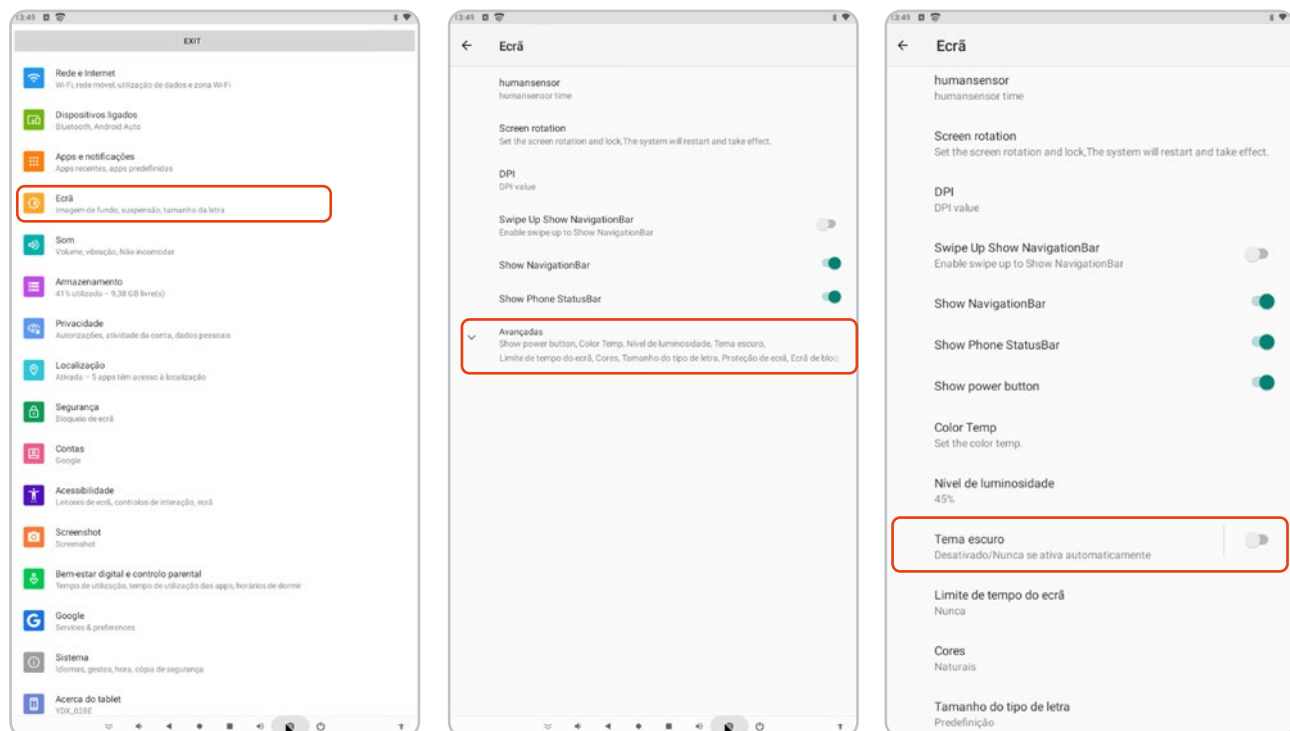 13:49
EXIT
Rede e Internet
Wi-Fi, rede móvel, utilização de dados e zona Wi-Fi
Dispositivos ligados
Bluetooth, Android Auto
Apps e notificações
Apps recentes, apps predefinidas
Ecrã
Imagem de fundo, suspensão, tamanho da letra
Som
Volume, vibração, Não incomodar
Armazenamento
41% utilizado – 9,38 GB livre(s)
Privacidade
Autorizações, atividade da conta, dados pessoais
Localização
Ativada – 5 apps têm acesso à localização
Segurança
Bloqueio de ecrã
Contas
Google
Acessibilidade
Leitores de ecrã, controlos de interação, ecrã
Screenshot
Screenshot
Bem-estar digital e controlo parental
Tempo de utilização, tempo de utilização das apps, horários de dormir
Google
Services & preferences
Sistema
Idiomas, gestos, hora, cópia de segurança
Acerca do tablet
YDX_028E
13:49
Ecrã
humansensor
humansensor time
Screen rotation
Set the screen rotation and lock,The system will restart and take effect.
DPI
DPI value
Swipe Up Show NavigationBar
Enable swipe up to Show NavigationBar
Show NavigationBar
Show Phone StatusBar
Avançadas
Show power button, Color Temp, Nível de luminosidade, Tema escuro,
Limite de tempo do ecrã, Cores, Tamanho do tipo de letra, Proteção de ecrã, Ecrã de bloq
13:49
Ecrã
humansensor
humansensor time
Screen rotation
Set the screen rotation and lock,The system will restart and take effect.
DPI
DPI value
Swipe Up Show NavigationBar
Enable swipe up to Show NavigationBar
Show NavigationBar
Show Phone StatusBar
Show power button
Color Temp
Set the color temp.
Nível de luminosidade
45%
Tema escuro
Desativado/Nunca se ativa automaticamente
Limite de tempo do ecrã
Nunca
Cores
Naturais
Tamanho do tipo de letra
Predefinição